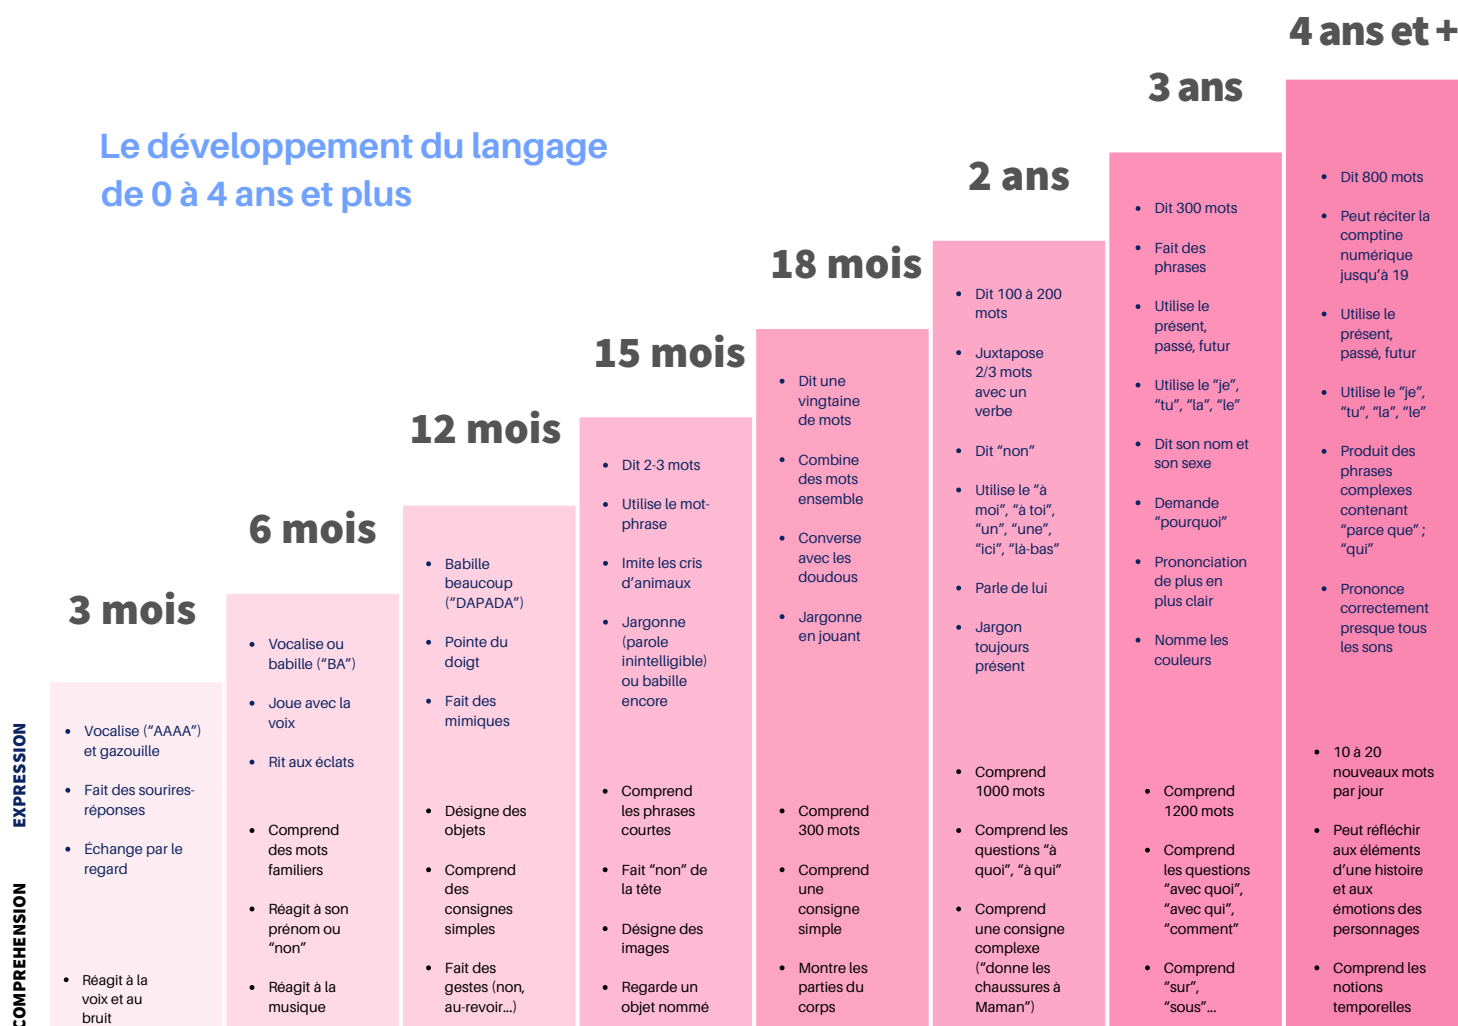 Le développement du langage
de 0 à 4 ans et plus
EXPRESSION
COMPREHENSION
3 mois
• Vocalise (“AAAA”)
et gazouille
• Fait des sourires-
réponses
• Échange par le
regard
• Réagit à la
voix et au
bruit
6 mois
• Vocalise ou
babille (“BA”)
• Joue avec la
voix
• Rit aux éclats
• Comprend
des mots
familiers
• Réagit à son
prénom ou
“non”
• Réagit à la
musique
12 mois
• Babille
beaucoup
(“DAPADA”)
• Pointe du
doigt
• Fait des
mimiques
• Désigne des
objets
• Comprend
des
consignes
simples
• Fait des
gestes (non,
au-revoir...)
15 mois
• Dit 2-3 mots
• Utilise le mot-
phrase
• Imite les cris
d’animaux
• Jargonne
(parole
inintelligible)
ou babille
encore
• Comprend
les phrases
courtes
• Fait “non” de
la tête
• Désigne des
images
• Regarde un
objet nommé
18 mois
• Dit une
vingtaine
de mots
• Combine
des mots
ensemble
• Converse
avec les
doudous
• Jargonne
en jouant
• Comprend
300 mots
• Comprend
une
consigne
simple
• Montre les
parties du
corps
2 ans
• Dit 100 à 200
mots
• Juxtapose
2/3 mots
avec un
verbe
• Dit “non”
• Utilise le “à
moi”, “à toi”,
“un”, “une”,
“ici”, “là-bas”
• Parle de lui
• Jargon
toujours
présent
• Comprend
1000 mots
• Comprend les
questions “à
quoi”, “à qui”
• Comprend
une consigne
complexe
(“donne les
chaussures à
Maman”)
3 ans
• Dit 300 mots
• Fait des
phrases
• Utilise le
présent,
passé, futur
• Utilise le “je”,
“tu”, “la”, “le”
• Dit son nom et
son sexe
• Demande
“pourquoi”
• Prononciation
de plus en
plus clair
• Nomme les
couleurs
• Comprend
1200 mots
• Comprend
les questions
“avec quoi”,
“avec qui”,
“comment”
• Comprend
“sur”,
“sous”...
4 ans et +
• Dit 800 mots
• Peut réciter la
comptine
numérique
jusqu’à 19
• Utilise le
présent,
passé, futur
• Utilise le “je”,
“tu”, “la”, “le”
• Produit des
phrases
complexes
contenant
“parce que” ;
“qui”
• Prononce
correctement
presque tous
les sons
• 10 à 20
nouveaux mots
par jour
• Peut réfléchir
aux éléments
d’une histoire
et aux
émotions des
personnages
• Comprend les
notions
temporelles